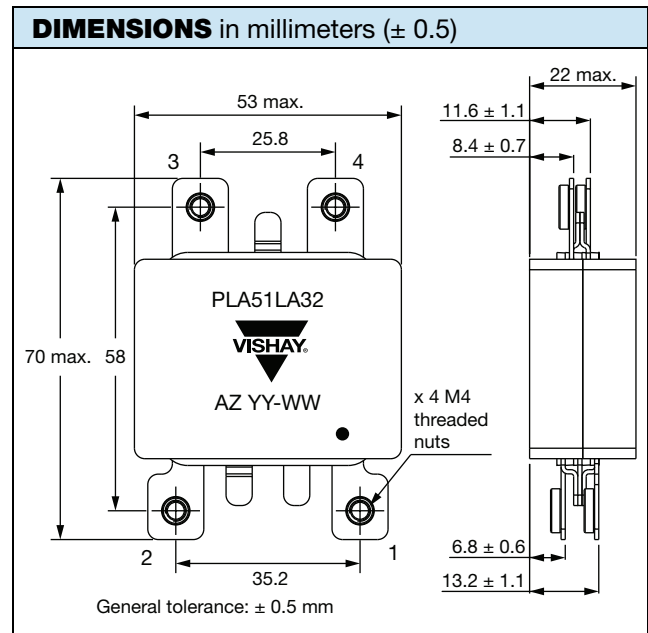 DIMENSIONS in millimeters (± 0.5)
22 max.
53 max.
11.6 ± 1.1
25.8
8.4 ± 0.7
3
4
PLA51LA32
VISHAY®
70 max.
58
AZ YY-WW
x 4 M4
threaded
nuts
2
1
6.8 ± 0.6
35.2
13.2 ± 1.1
General tolerance: ± 0.5 mm